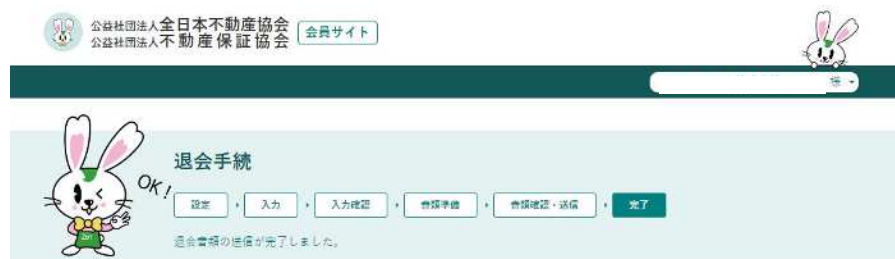 公益社団法人全日本不動産協会
公益社団法人不動産保証協会
会員サイト
様
退会手続
OK!
設定
入力
入力確認
書類準備
書類確認・送信
完了
退会書類の送信が完了しました。